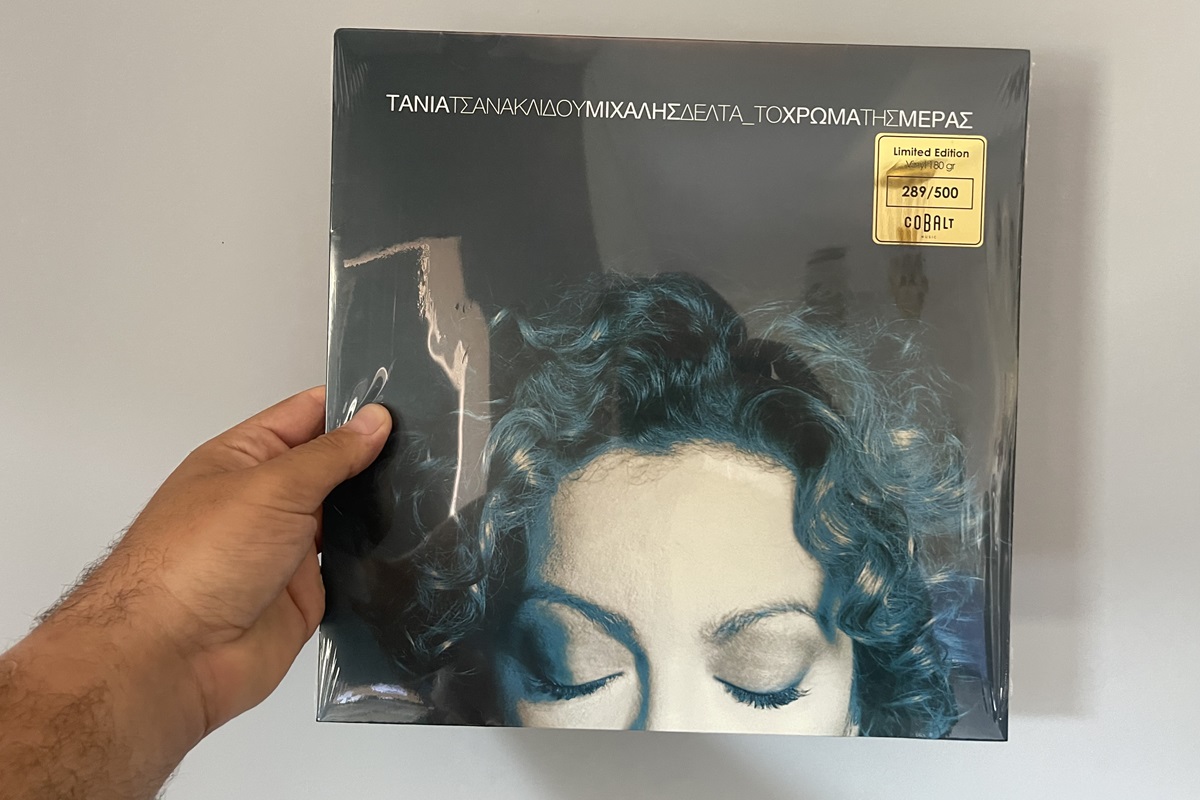 ΤΑΝΙΑΤΣΑΝΑΚΛΙΔΟΥΜΙΧΑΛΗΣΔΕΛΤΑ_ΤΟΧΡΩΜΑΤΗΣΜΕΡΑΣ
Limited Edition
Vinyl 180 gr
289/500
COBALT
MUSIC